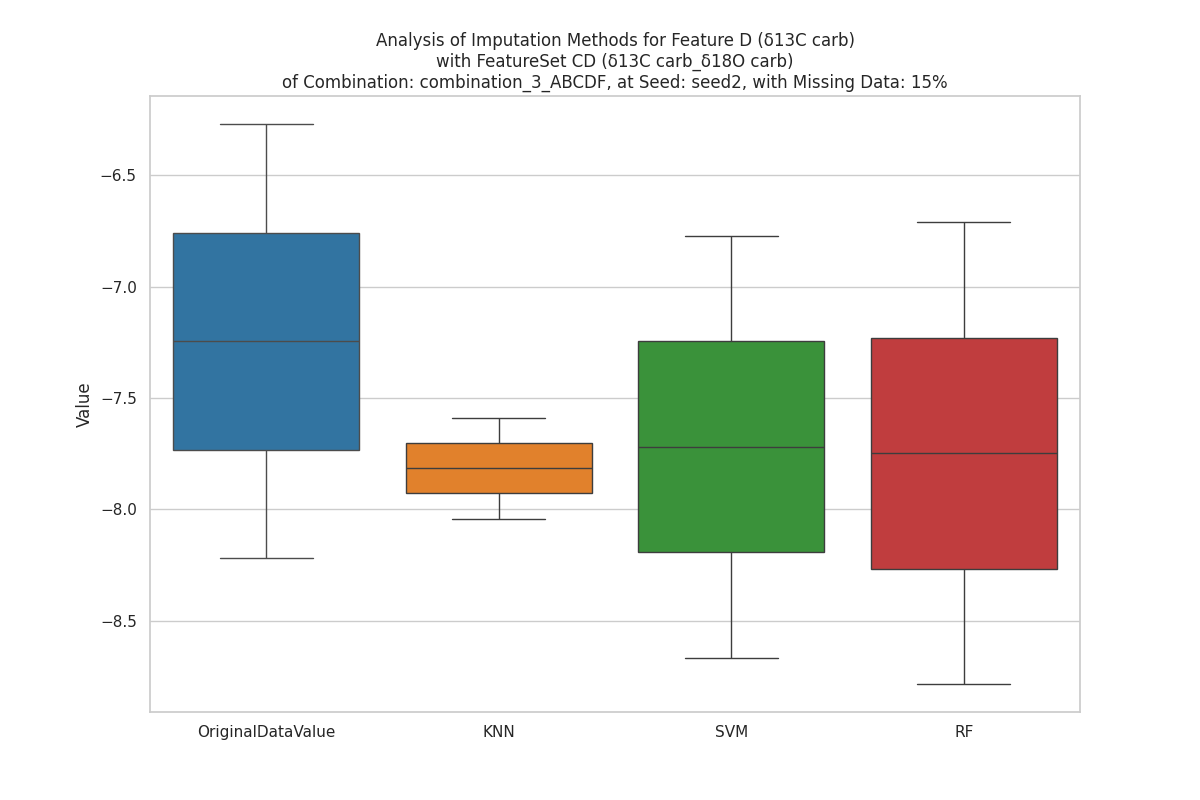 Analysis of Imputation Methods for Feature D (δ13C carb)
with FeatureSet CD (δ13C carb_δ18O carb)
of Combination: combination_3_ABCDF, at Seed: seed2, with Missing Data: 15%
−6.5
−7.0
−7.5
−8.0
−8.5
Value
OriginalDataValue
KNN
SVM
RF